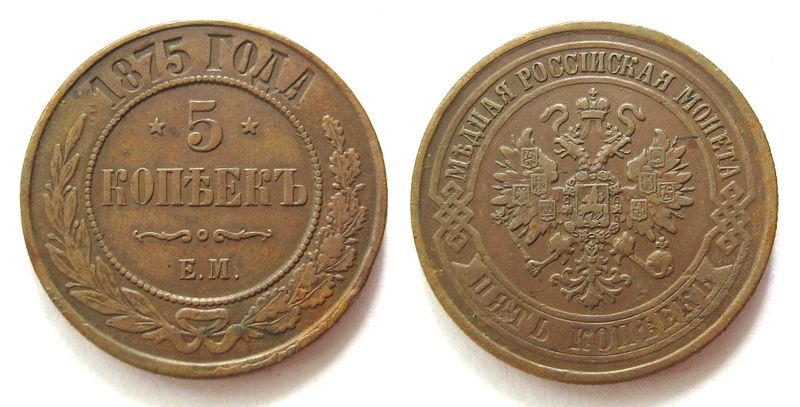 1875 ГОДА
5
КОПѢЕКЪ
Е.М.
МѢДНАЯ РОССІЙСКАЯ МОНЕТА
ПЯТЬ КОПѢЕКЪ